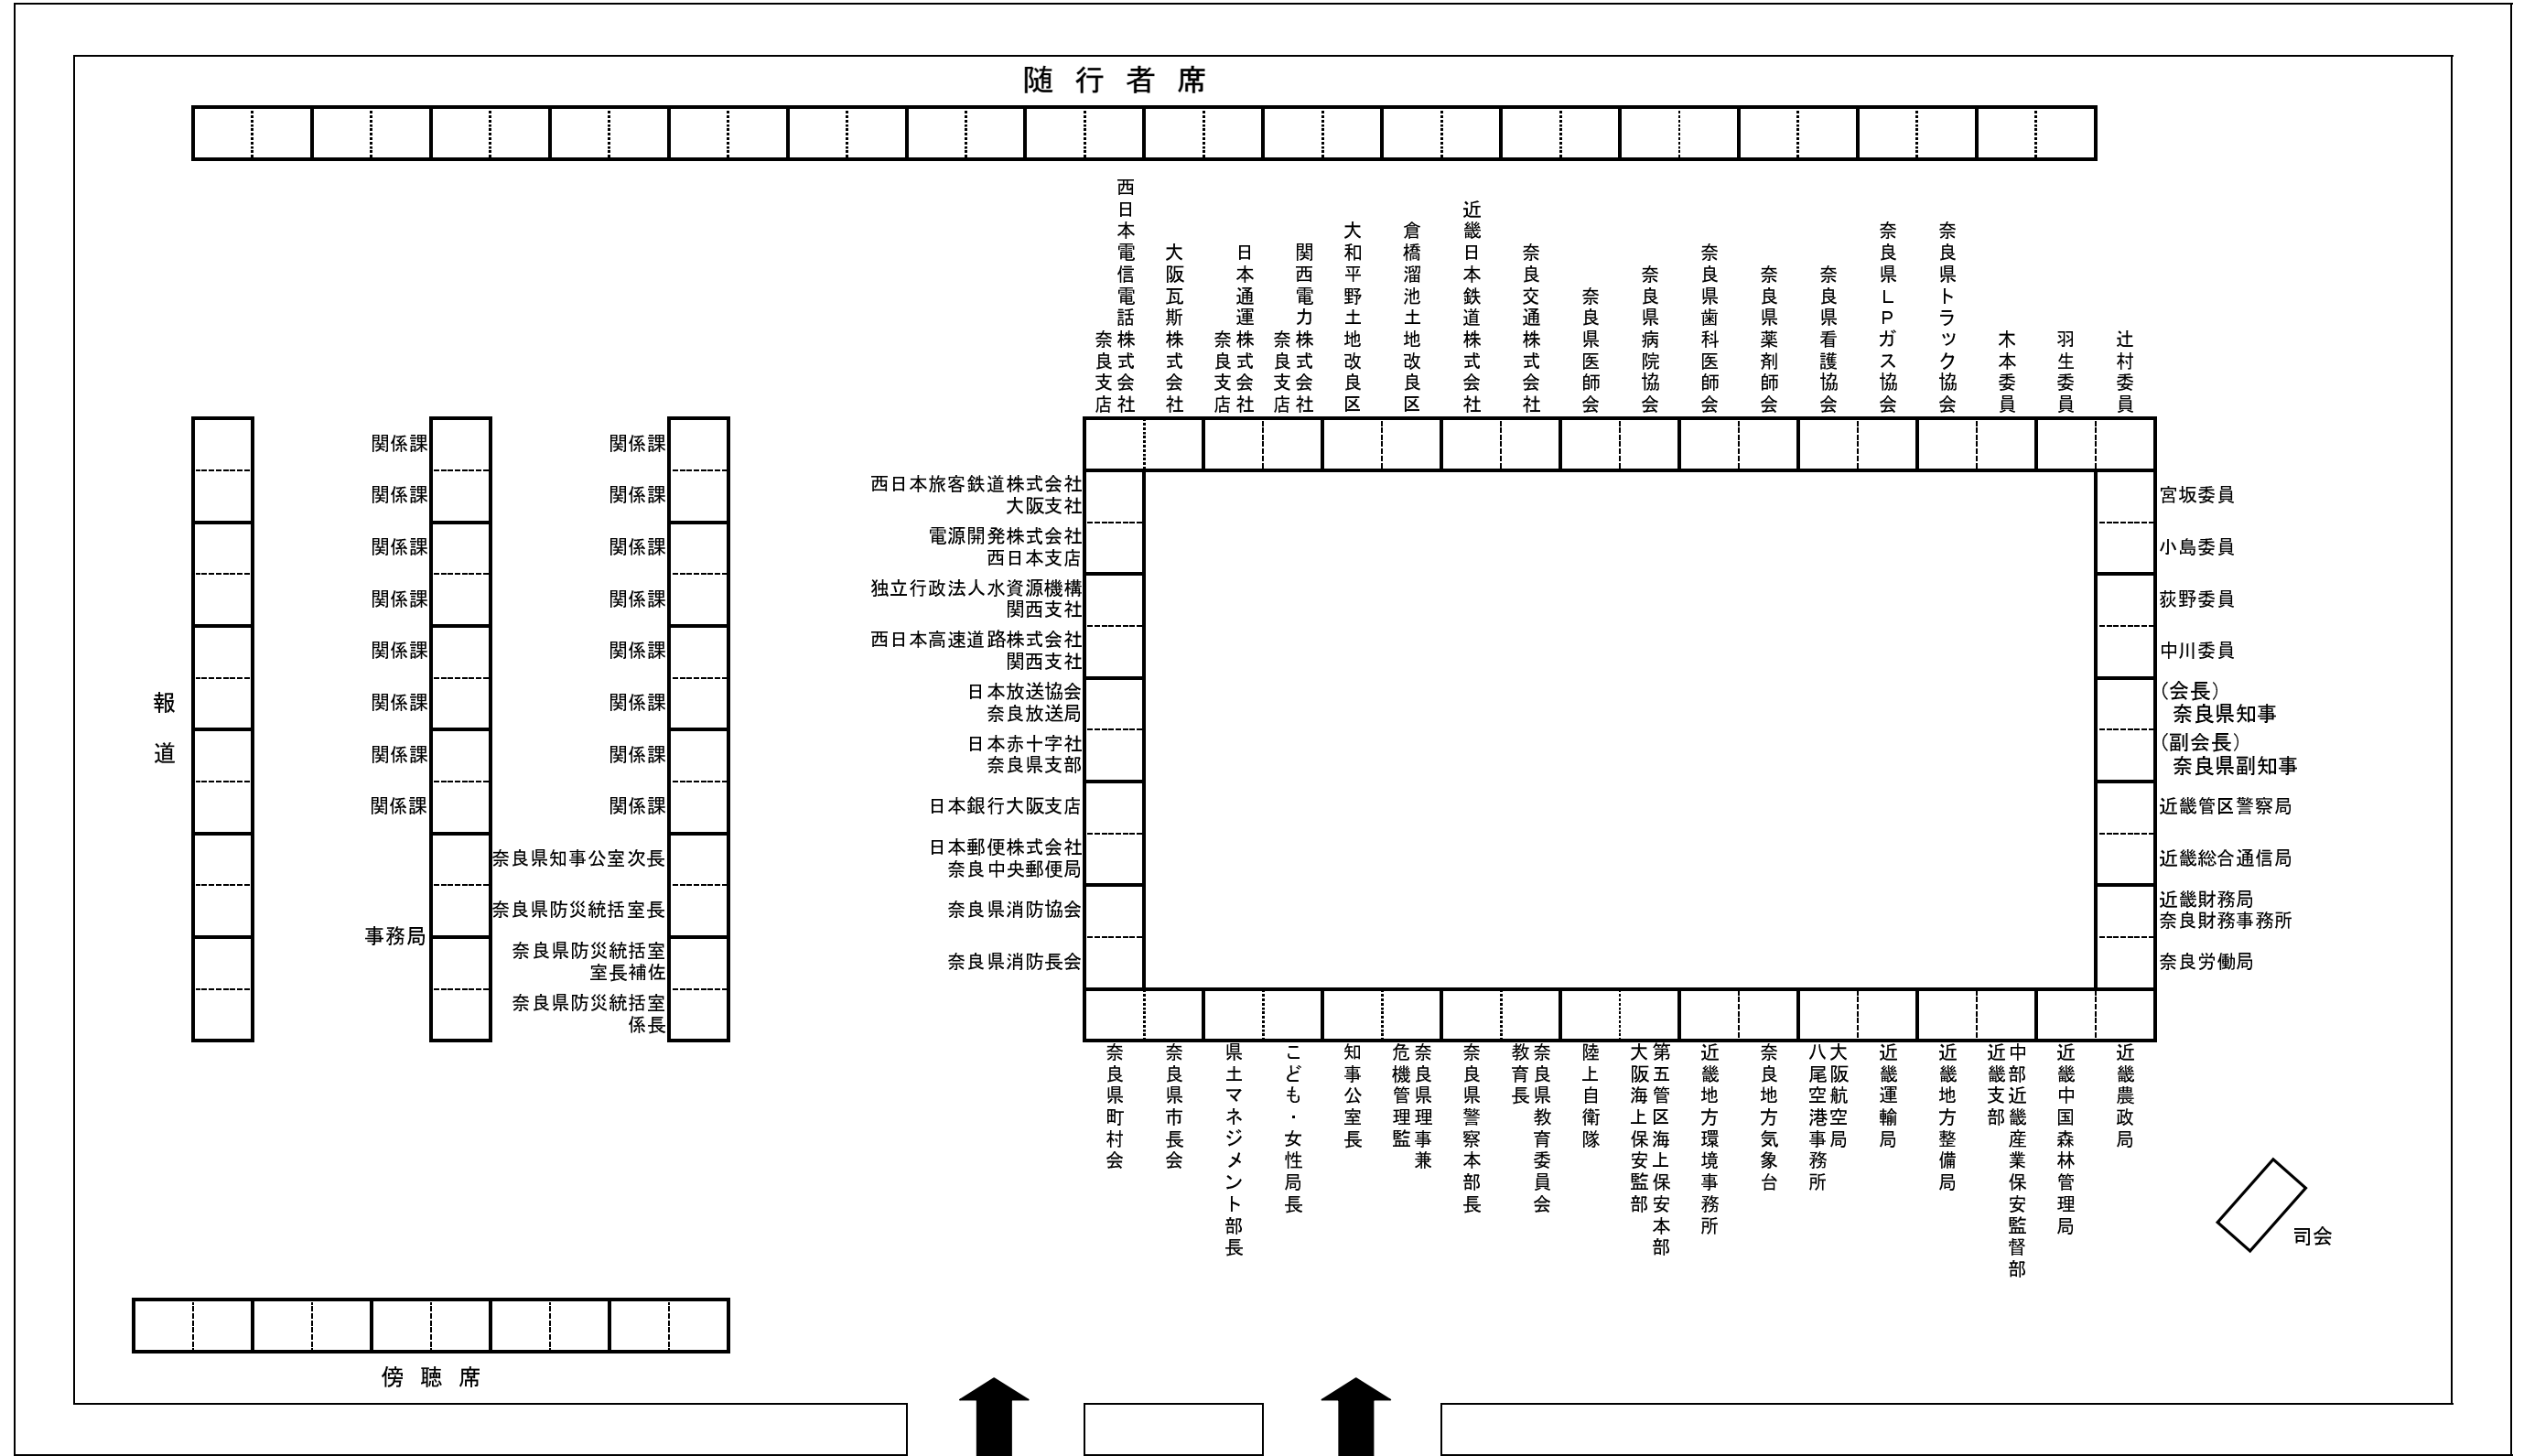 随行者席
西日本電信電話株式会社
奈良支店
大阪瓦斯株式会社
日本通運株式会社
奈良支店
関西電力株式会社
奈良支店
大和平野土地改良区
倉橋溜池土地改良区
近畿日本鉄道株式会社
奈良交通株式会社
奈良県医師会
奈良県病院協会
奈良県歯科医師会
奈良県薬剤師会
奈良県看護協会
奈良県LPガス協会
奈良県トラック協会
木本委員
羽生委員
辻村委員
報道
関係課
関係課
関係課
関係課
関係課
関係課
関係課
関係課
事務局
関係課
関係課
関係課
関係課
関係課
関係課
関係課
関係課
奈良県知事公室次長
奈良県防災統括室長
奈良県防災統括室
室長補佐
奈良県防災統括室
係長
西日本旅客鉄道株式会社
大阪支社
電源開発株式会社
西日本支店
独立行政法人水資源機構
関西支社
西日本高速道路株式会社
関西支社
日本放送協会
奈良放送局
日本赤十字社
奈良県支部
日本銀行大阪支店
日本郵便株式会社
奈良中央郵便局
奈良県消防協会
奈良県消防長会
宮坂委員
小島委員
荻野委員
中川委員
(会長)
奈良県知事
(副会長)
奈良県副知事
近畿管区警察局
近畿総合通信局
近畿財務局
奈良財務事務所
奈良労働局
奈良県町村会
奈良県市長会
県土マネジメント部長
こども・女性局長
知事公室長
奈良県理事兼
危機管理監
奈良県警察本部長
奈良県教育委員会
教育長
陸上自衛隊
第五管区海上保安本部
大阪海上保安監部
近畿地方環境事務所
奈良地方気象台
大阪航空局
八尾空港事務所
近畿運輸局
近畿地方整備局
中部近畿産業保安監督部
近畿支部
近畿中国森林管理局
近畿農政局
司会
傍聴席